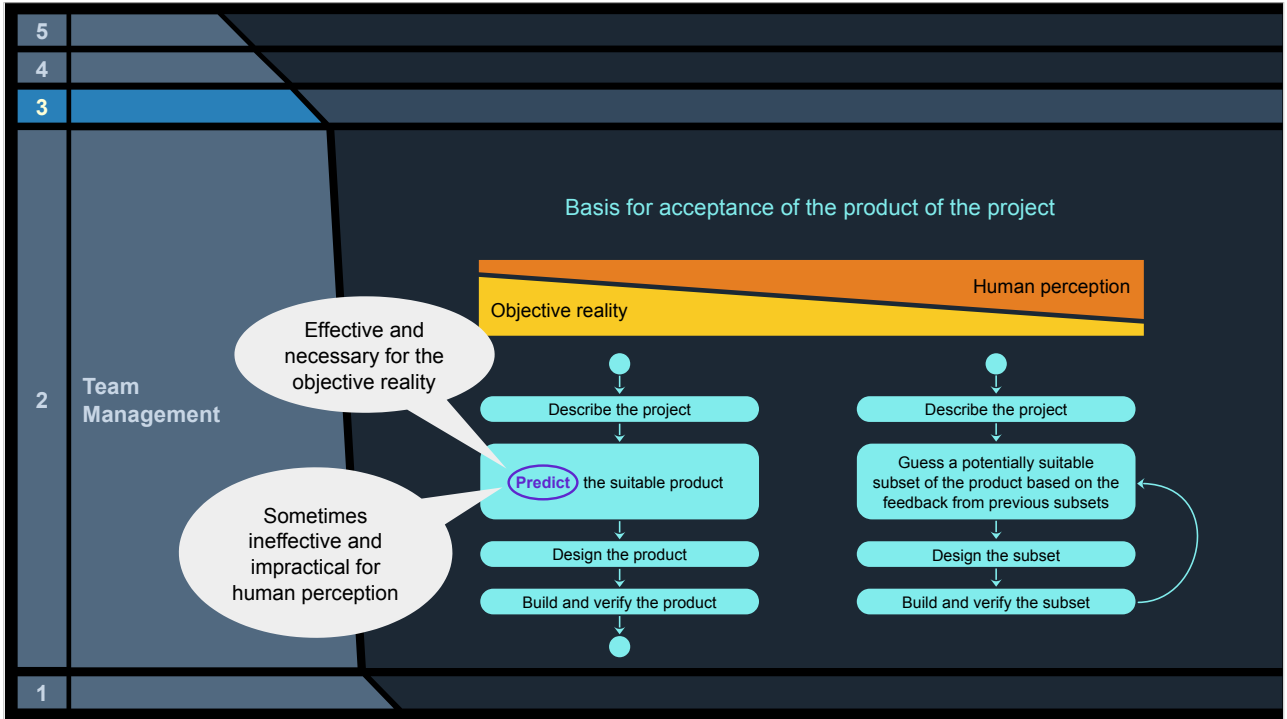 5
4
3
2
Team
Management
1
Basis for acceptance of the product of the project
Human perception
Objective reality
Effective and
necessary for the
objective reality
Sometimes
ineffective and
impractical for
human perception
Describe the project
Predict the suitable product
Design the product
Build and verify the product
Describe the project
Guess a potentially suitable
subset of the product based on the
feedback from previous subsets
Design the subset
Build and verify the subset